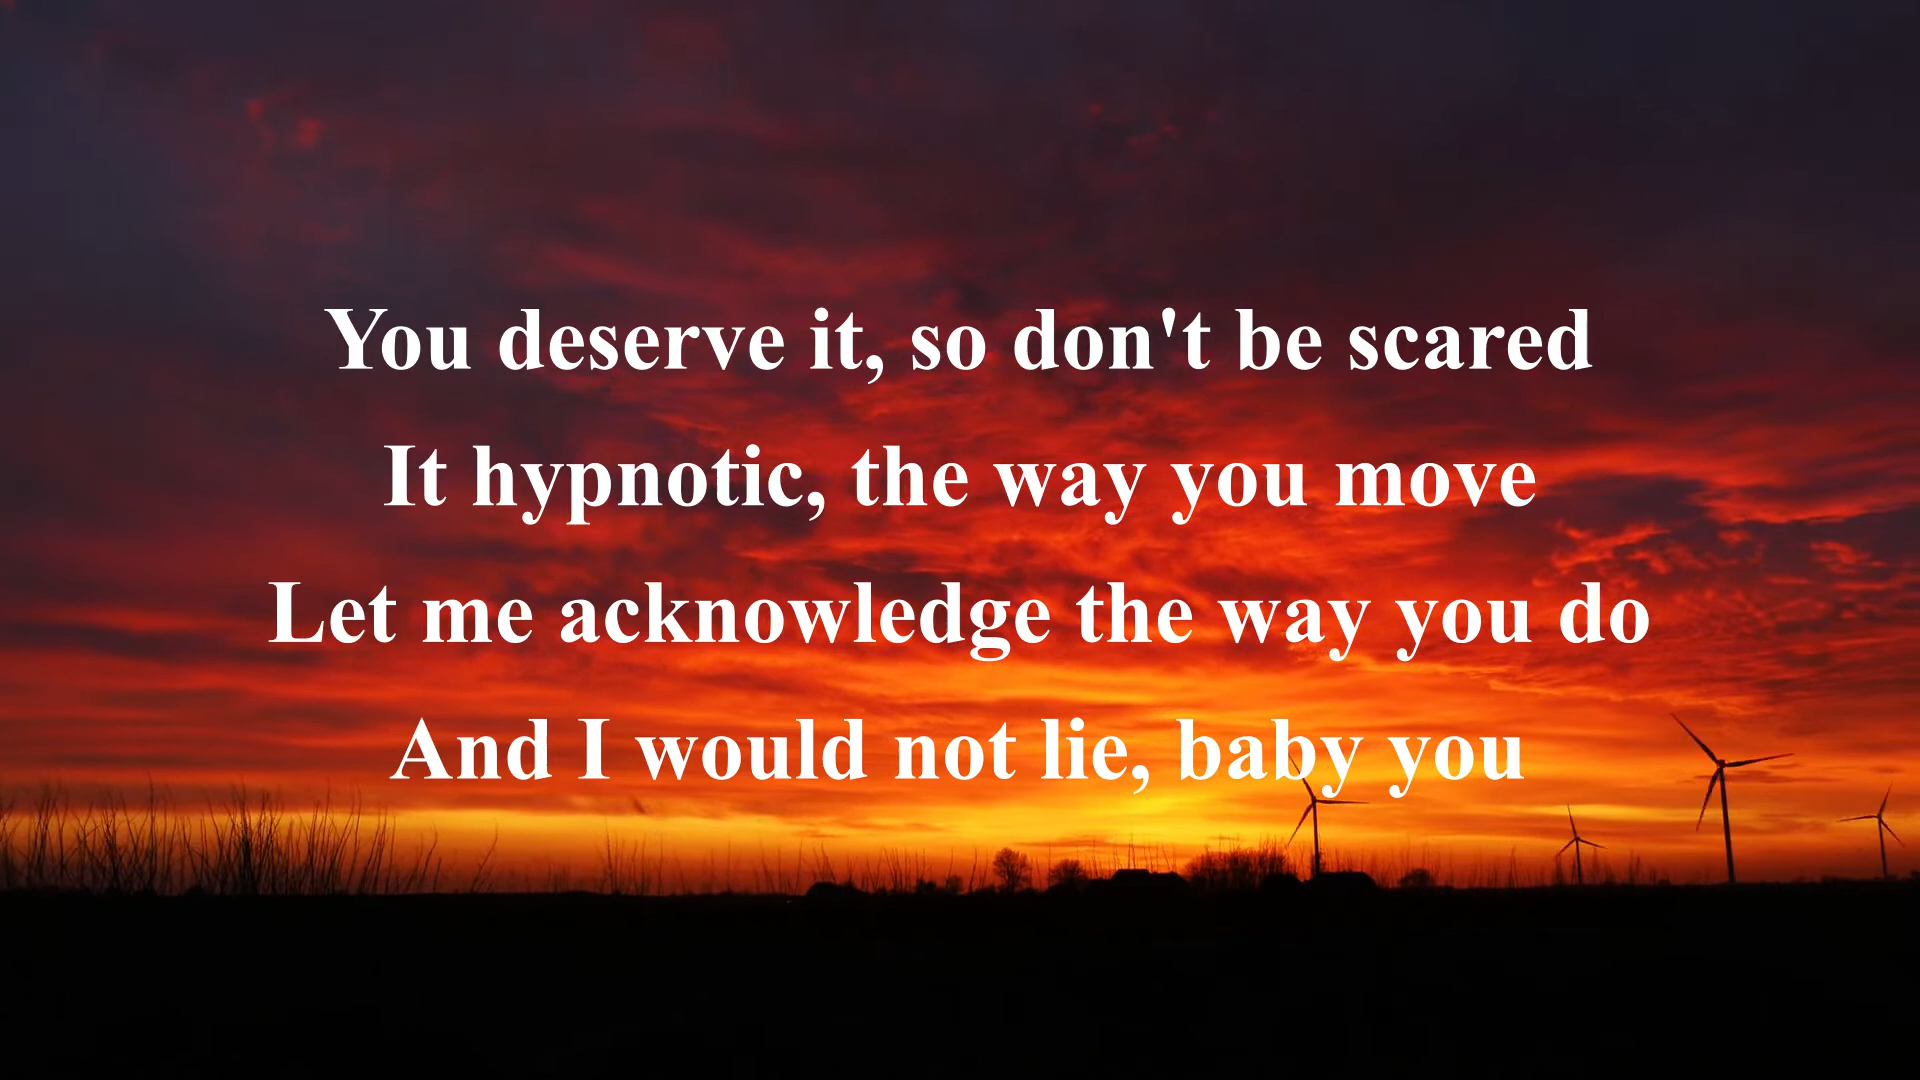 You deserve it, so don't be scared
It hypnotic, the way you move
Let me acknowledge the way you do
And I would not lie, baby you